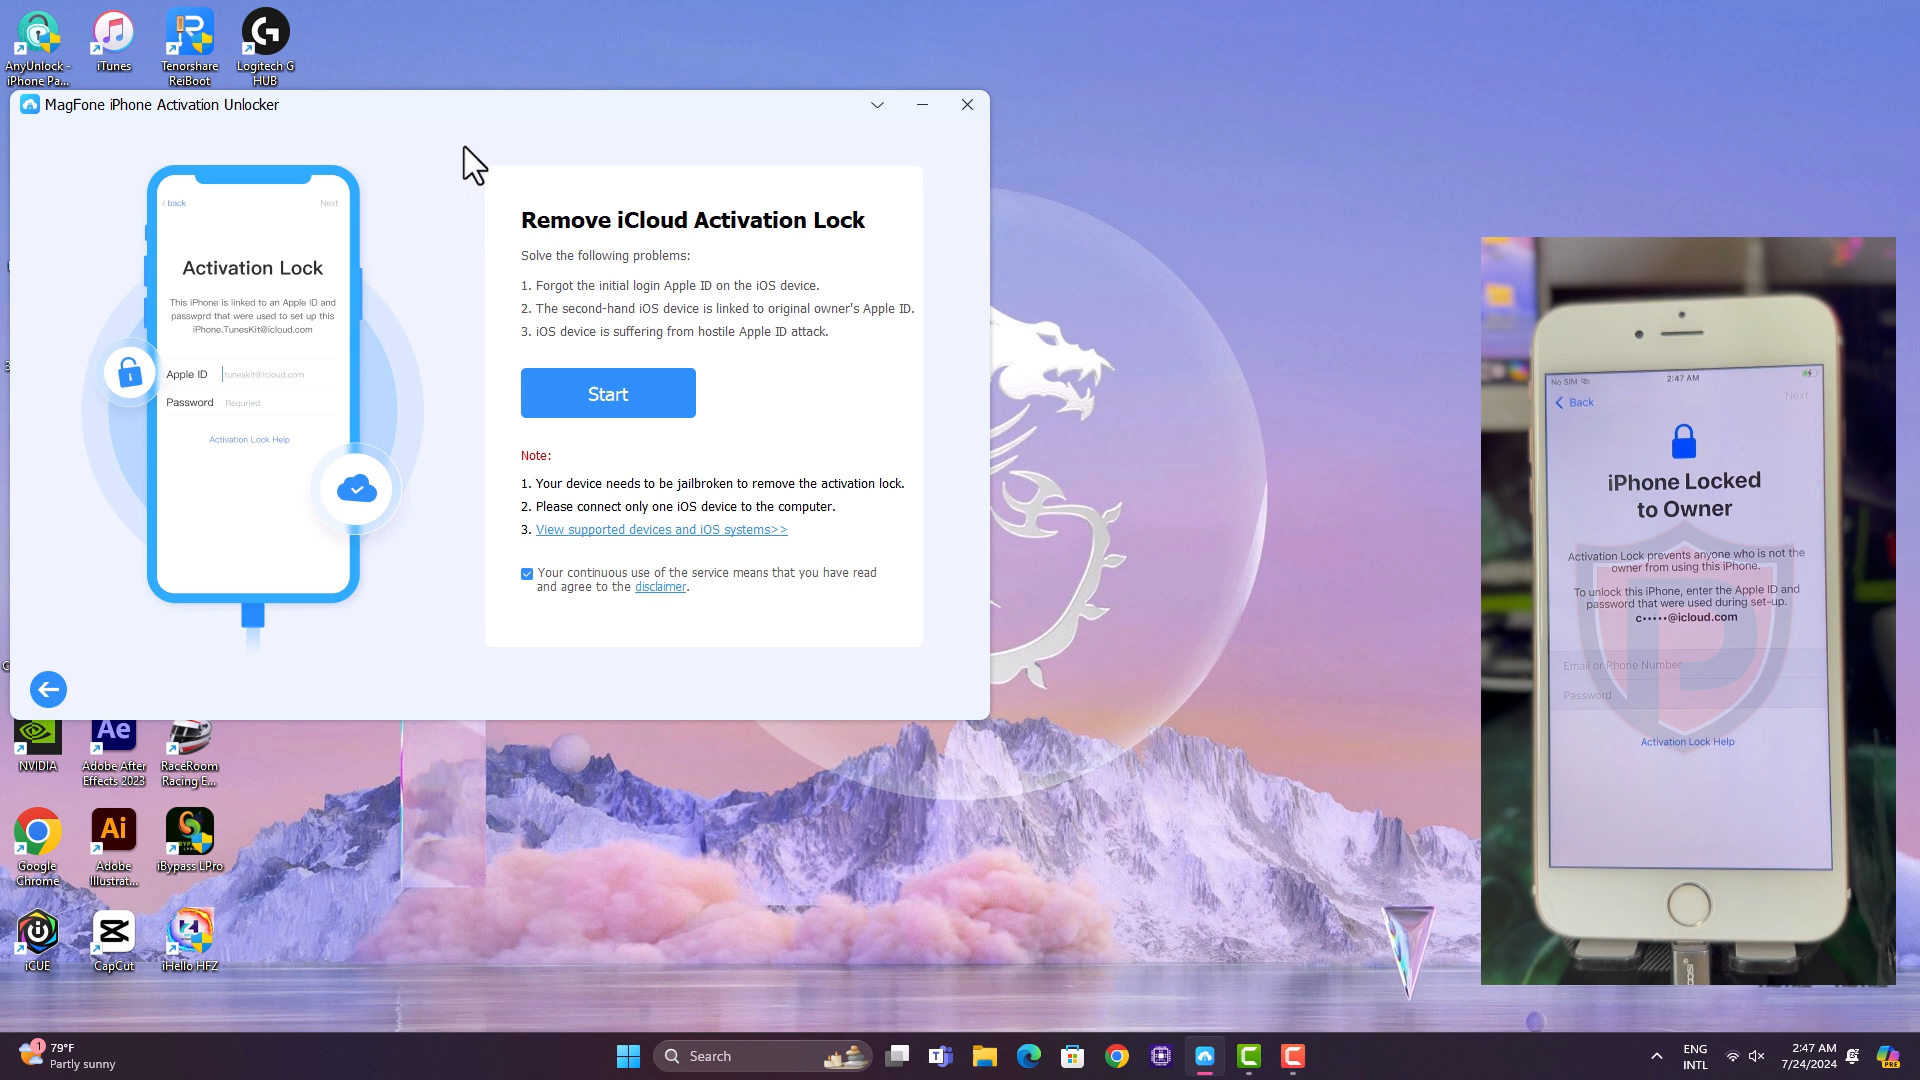 AnyUnlock -
iPhone Pa...
iTunes
Tenorshare
ReiBoot
Logitech G
HUB
MagFone iPhone Activation Unlocker
back
Next
Activation Lock
This iPhone is linked to an Apple ID and
passwprd that were used to set up this
iPhone.TunesKit@icloud.com
Apple ID
tuneskit@icloud.com
Password
Requried
Activation Lock Help
Remove iCloud Activation Lock
Solve the following problems:
1. Forgot the initial login Apple ID on the iOS device.
2. The second-hand iOS device is linked to original owner's Apple ID.
3. iOS device is suffering from hostile Apple ID attack.
Start
Note:
1. Your device needs to be jailbroken to remove the activation lock.
2. Please connect only one iOS device to the computer.
3. View supported devices and iOS systems>>
Your continuous use of the service means that you have read
and agree to the disclaimer.
No SIM
2:47 AM
Back
Next
iPhone Locked
to Owner
Activation Lock prevents anyone who is not the
owner from using this iPhone.
To unlock this iPhone, enter the Apple ID and
password that were used during set-up.
c•••••@icloud.com
Email or Phone Number
Password
Activation Lock Help
NVIDIA
Ae
Adobe After
Effects 2023
RaceRoom
Racing E...
Google
Chrome
Ai
Adobe
Illustrat...
iBypass LPro
iCUE
CapCut
iHello HFZ
1
79°F
Partly sunny
Search
ENG
INTL
2:47 AM
7/24/2024
PRE